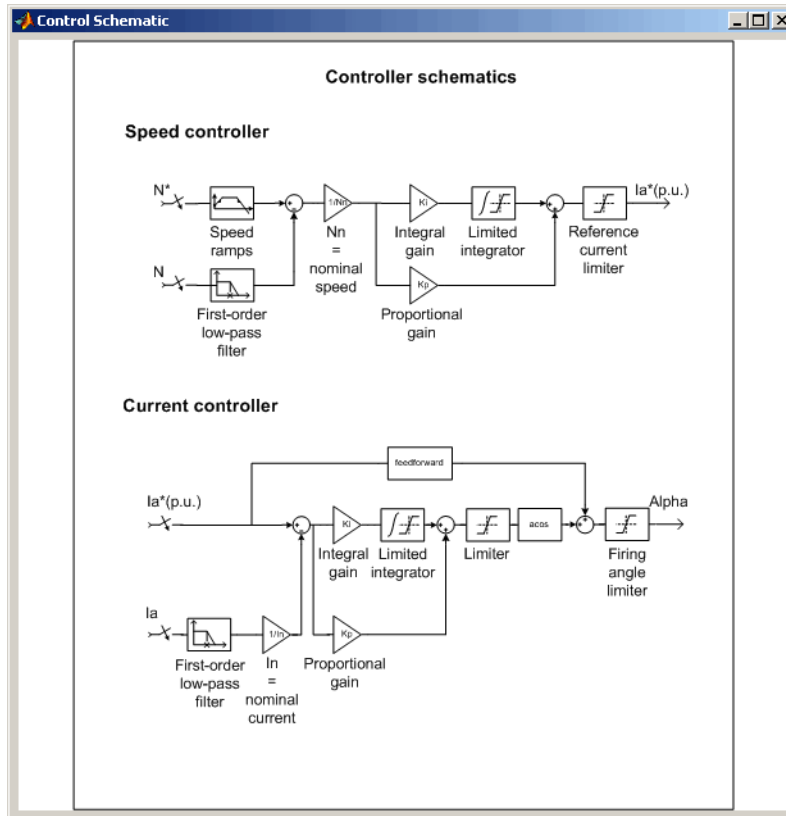 Control Schematic
Controller schematics
Speed controller
N*
Speed
ramps
1/Nn
Nn
=
nominal
speed
Ki
Integral
gain
Limited
integrator
Ia*(p.u.)
Reference
current
limiter
N
First-order
low-pass
filter
Kp
Proportional
gain
Current controller
feedforward
Ia*(p.u.)
Ki
Integral
gain
Limited
integrator
Limiter
acos
Alpha
Firing
angle
limiter
Ia
First-order
low-pass
filter
1/In
In
=
nominal
current
Kp
Proportional
gain